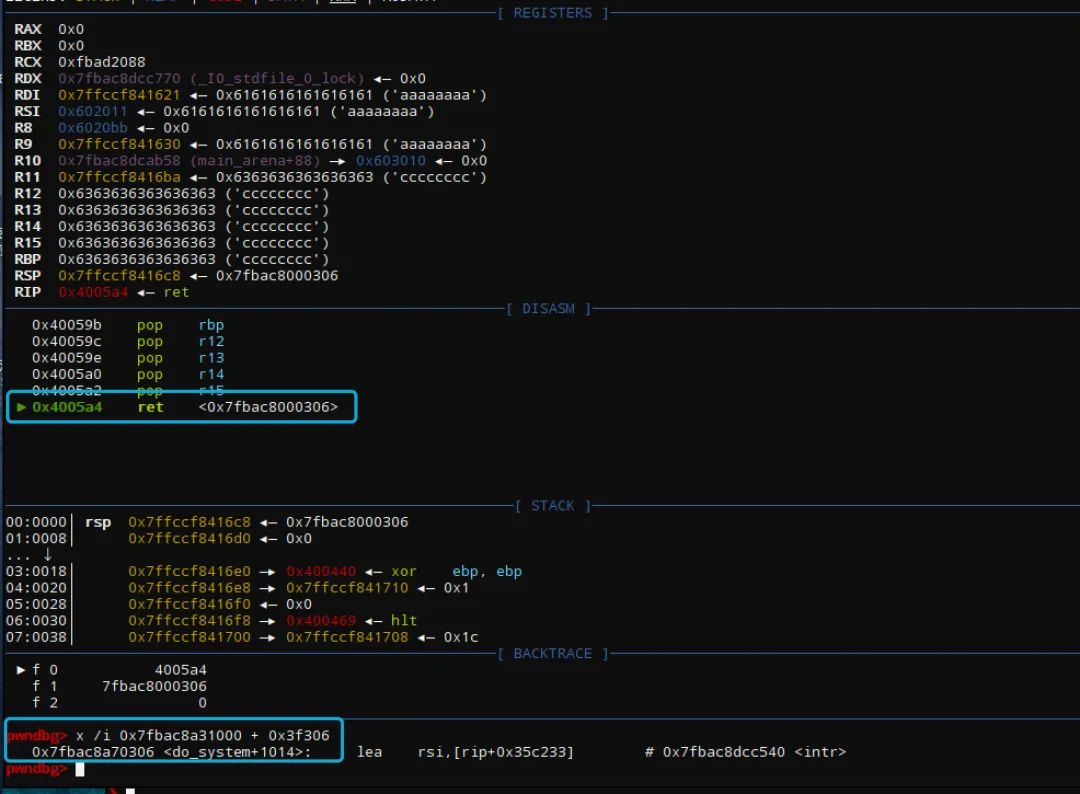 [ REGISTERS ]
RAX 0x0
RBX 0x0
RCX 0xfbad2088
RDX 0x7fbac8dcc770 (_IO_stdfile_0_lock) ◂— 0x0
RDI 0x7ffccf841621 ◂— 0x6161616161616161 ('aaaaaaaa')
RSI 0x602011 ◂— 0x6161616161616161 ('aaaaaaaa')
R8 0x6020bb ◂— 0x0
R9 0x7ffccf841630 ◂— 0x6161616161616161 ('aaaaaaaa')
R10 0x7fbac8dcab58 (main_arena+88) —▸ 0x603010 ◂— 0x0
R11 0x7ffccf8416ba ◂— 0x6363636363636363 ('cccccccc')
R12 0x6363636363636363 ('cccccccc')
R13 0x6363636363636363 ('cccccccc')
R14 0x6363636363636363 ('cccccccc')
R15 0x6363636363636363 ('cccccccc')
RBP 0x6363636363636363 ('cccccccc')
RSP 0x7ffccf8416c8 ◂— 0x7fbac8000306
RIP 0x4005a4 ◂— ret
[ DISASM ]
0x40059b pop rbp
0x40059c pop r12
0x40059e pop r13
0x4005a0 pop r14
0x4005a2 pop r15
► 0x4005a4 ret <0x7fbac8000306>
[ STACK ]
00:0000│ rsp 0x7ffccf8416c8 ◂— 0x7fbac8000306
01:0008│ 0x7ffccf8416d0 ◂— 0x0
... ↓
03:0018│ 0x7ffccf8416e0 —▸ 0x400440 ◂— xor ebp, ebp
04:0020│ 0x7ffccf8416e8 —▸ 0x7ffccf841710 ◂— 0x1
05:0028│ 0x7ffccf8416f0 ◂— 0x0
06:0030│ 0x7ffccf8416f8 —▸ 0x400469 ◂— hlt
07:0038│ 0x7ffccf841700 —▸ 0x7ffccf841708 ◂— 0x1c
[ BACKTRACE ]
► f 0 4005a4
f 1 7fbac8000306
f 2 0
pwndbg> x /i 0x7fbac8a31000 + 0x3f306
0x7fbac8a70306 <do_system+1014>: lea rsi,[rip+0x35c233] # 0x7fbac8dcc540 <intr>
pwndbg>